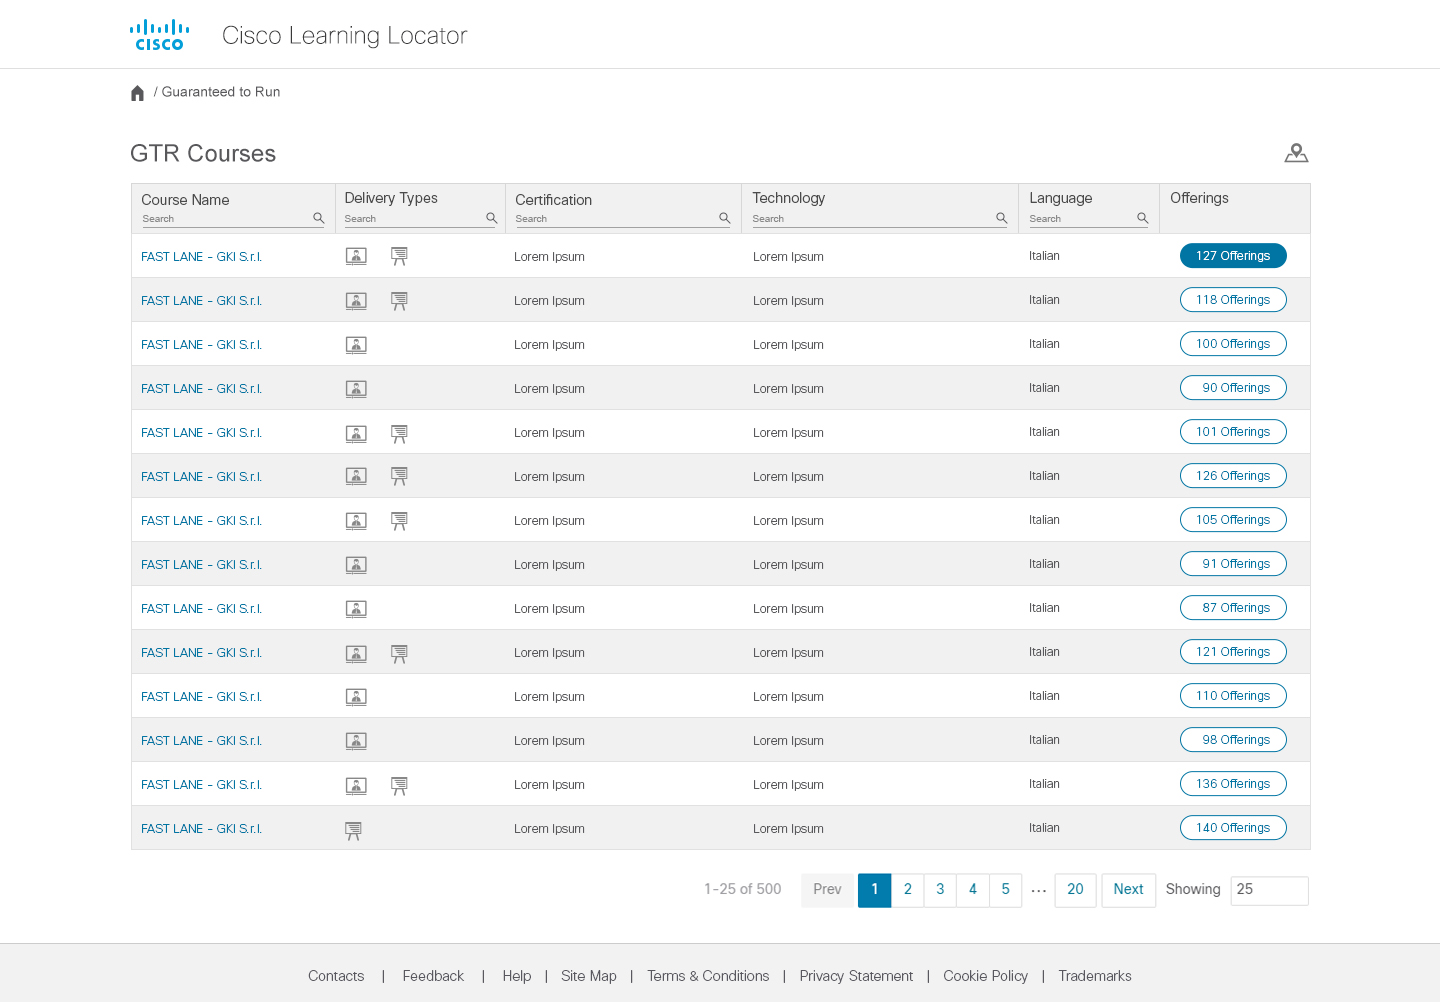 CISCO
Cisco Learning Locator
/ Guaranteed to Run
GTR Courses
Course Name Delivery Types Certification Technology Language Offerings
Search Search Search Search Search
FAST LANE - GKI S.r.l. Lorem Ipsum Lorem Ipsum Italian 127 Offerings
FAST LANE - GKI S.r.l. Lorem Ipsum Lorem Ipsum Italian 118 Offerings
FAST LANE - GKI S.r.l. Lorem Ipsum Lorem Ipsum Italian 100 Offerings
FAST LANE - GKI S.r.l. Lorem Ipsum Lorem Ipsum Italian 90 Offerings
FAST LANE - GKI S.r.l. Lorem Ipsum Lorem Ipsum Italian 101 Offerings
FAST LANE - GKI S.r.l. Lorem Ipsum Lorem Ipsum Italian 126 Offerings
FAST LANE - GKI S.r.l. Lorem Ipsum Lorem Ipsum Italian 105 Offerings
FAST LANE - GKI S.r.l. Lorem Ipsum Lorem Ipsum Italian 91 Offerings
FAST LANE - GKI S.r.l. Lorem Ipsum Lorem Ipsum Italian 87 Offerings
FAST LANE - GKI S.r.l. Lorem Ipsum Lorem Ipsum Italian 121 Offerings
FAST LANE - GKI S.r.l. Lorem Ipsum Lorem Ipsum Italian 110 Offerings
FAST LANE - GKI S.r.l. Lorem Ipsum Lorem Ipsum Italian 98 Offerings
FAST LANE - GKI S.r.l. Lorem Ipsum Lorem Ipsum Italian 136 Offerings
FAST LANE - GKI S.r.l. Lorem Ipsum Lorem Ipsum Italian 140 Offerings
1-25 of 500 Prev 1 2 3 4 5 ... 20 Next Showing 25
Contacts | Feedback | Help | Site Map | Terms & Conditions | Privacy Statement | Cookie Policy | Trademarks